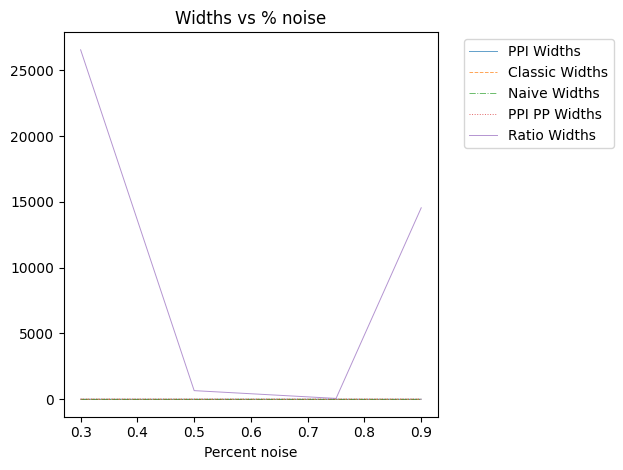 Widths vs % noise
25000
20000
15000
10000
5000
0
0.3 0.4 0.5 0.6 0.7 0.8 0.9
Percent noise
PPI Widths
Classic Widths
Naive Widths
PPI PP Widths
Ratio Widths